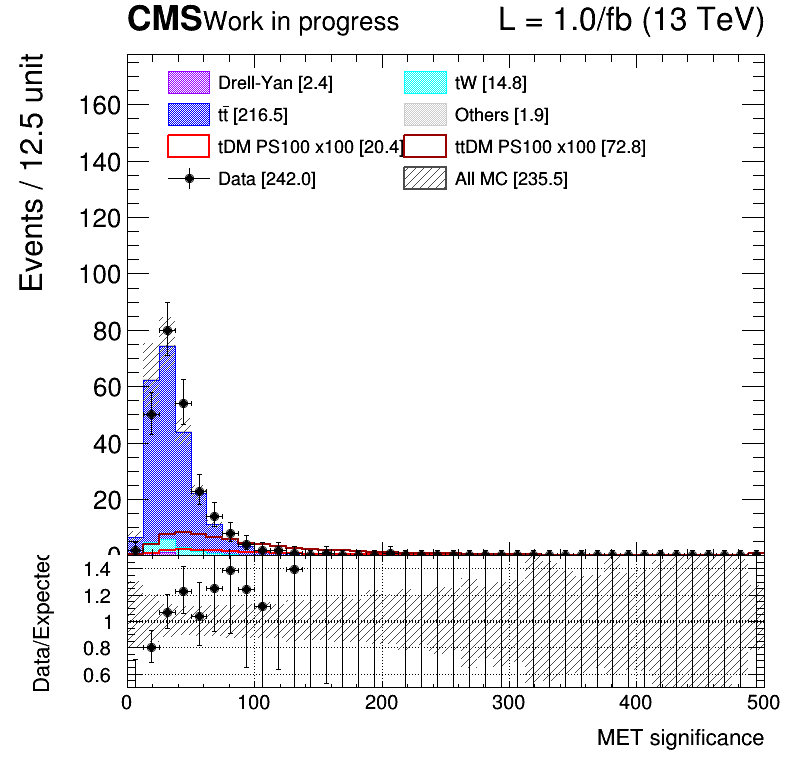 CMS Work in progress L = 1.0/fb (13 TeV)
Drell-Yan [2.4] tW [14.8]
tt̄ [216.5] Others [1.9]
tDM PS100 x100 [20.4] ttDM PS100 x100 [72.8]
Data [242.0] All MC [235.5]
Events / 12.5 unit
160
140
120
100
80
60
40
20
0
Data/Expected
1.4
1.2
1
0.8
0.6
0 100 200 300 400 500
MET significance